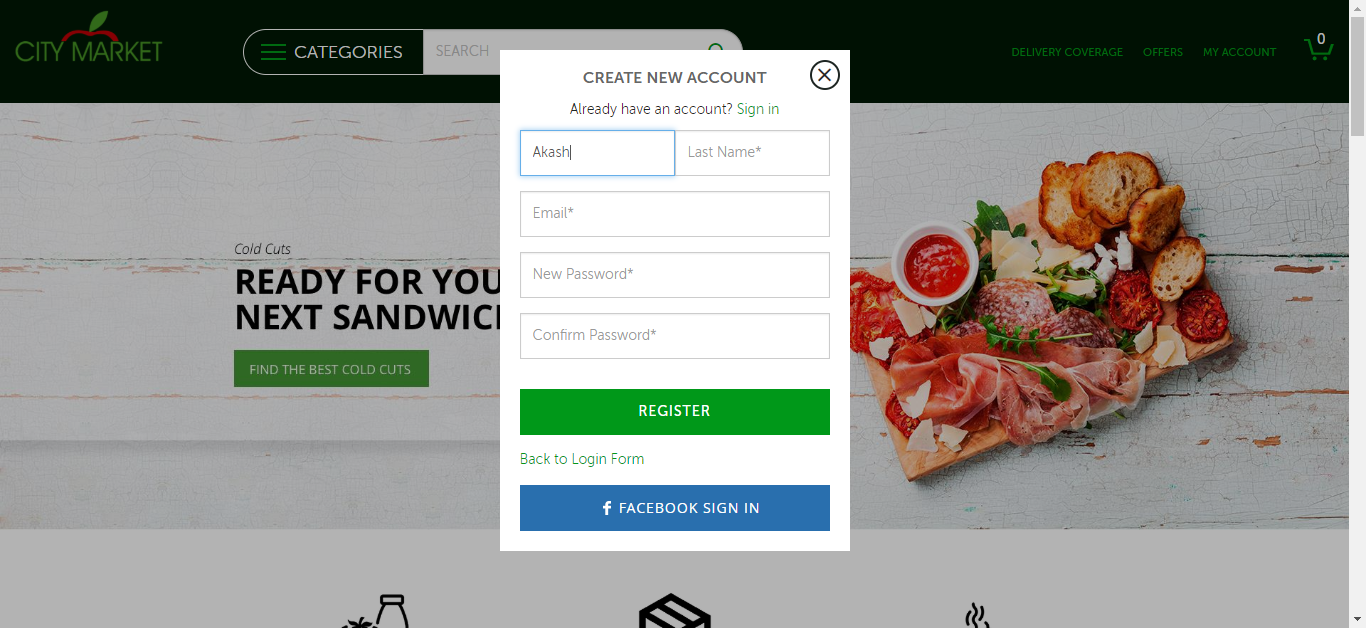 CITY MARKET
CATEGORIES
SEARCH
DELIVERY COVERAGE
OFFERS
MY ACCOUNT
0
CREATE NEW ACCOUNT
Already have an account? Sign in
Akash
Last Name*
Email*
New Password*
Confirm Password*
REGISTER
Back to Login Form
FACEBOOK SIGN IN
Cold Cuts
READY FOR YOU
NEXT SANDWIC
FIND THE BEST COLD CUTS